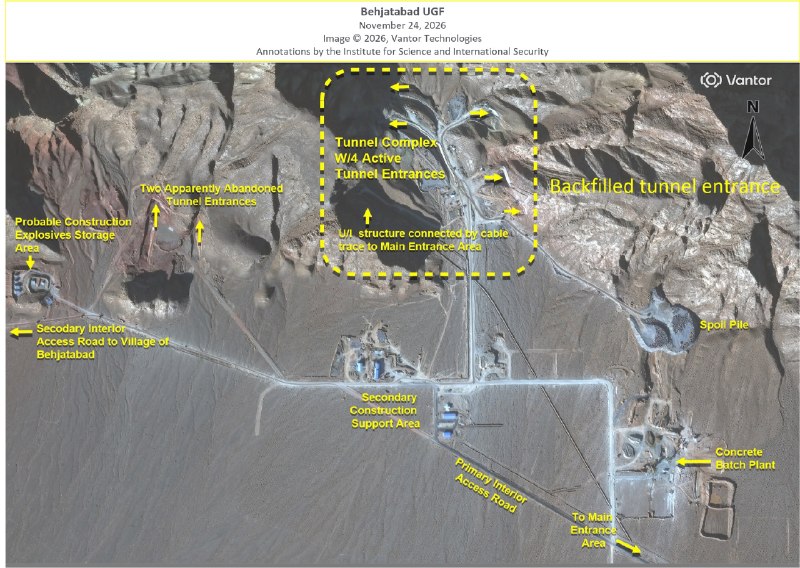 Behjatabad UGF
November 24, 2026
Image © 2026, Vantor Technologies
Annotations by the Institute for Science and International Security
Vantor
N
Tunnel Complex
W/4 Active
Tunnel Entrances
Backfilled tunnel entrance
Two Apparently Abandoned
Tunnel Entrances
Probable Construction
Explosives Storage
Area
U/I structure connected by cable
trace to Main Entrance Area
Secodary Interior
Access Road to Village of
Behjatabad
Spoil Pile
Secondary
Construction
Support Area
Primary Interior
Access Road
Concrete
Batch Plant
To Main
Entrance
Area